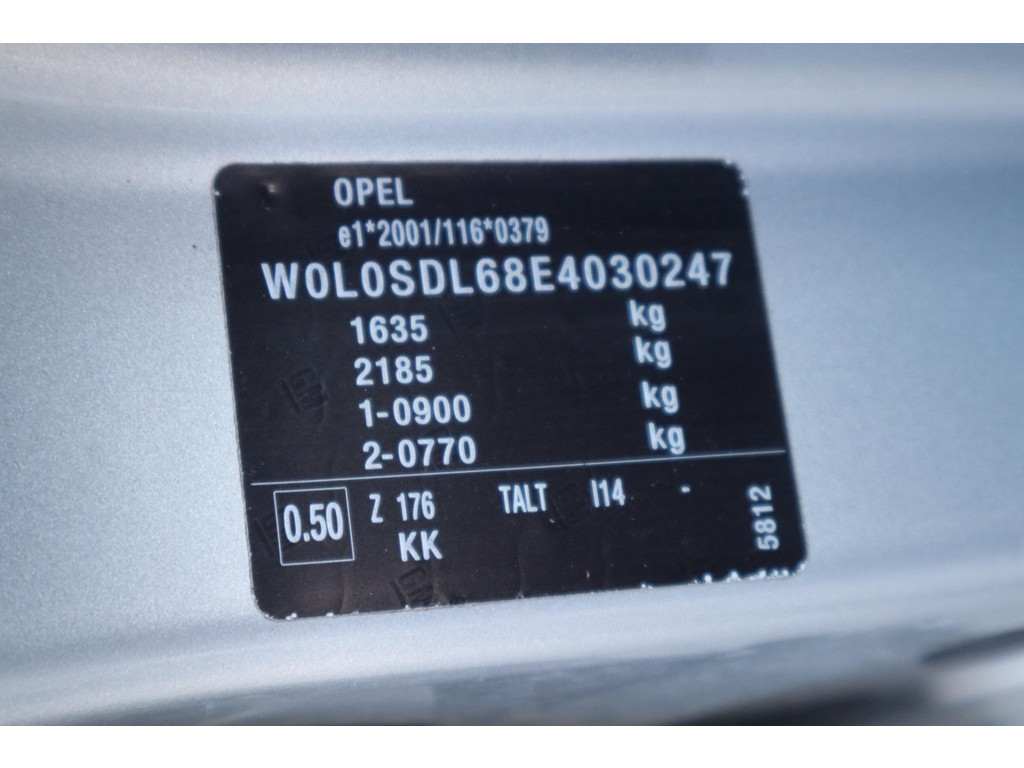 OPEL
e1*2001/116*0379
W0L0SDL68E4030247
1635 kg
2185 kg
1-0900 kg
2-0770 kg
0.50 Z 176 TALT I14 -
KK
5812
GM